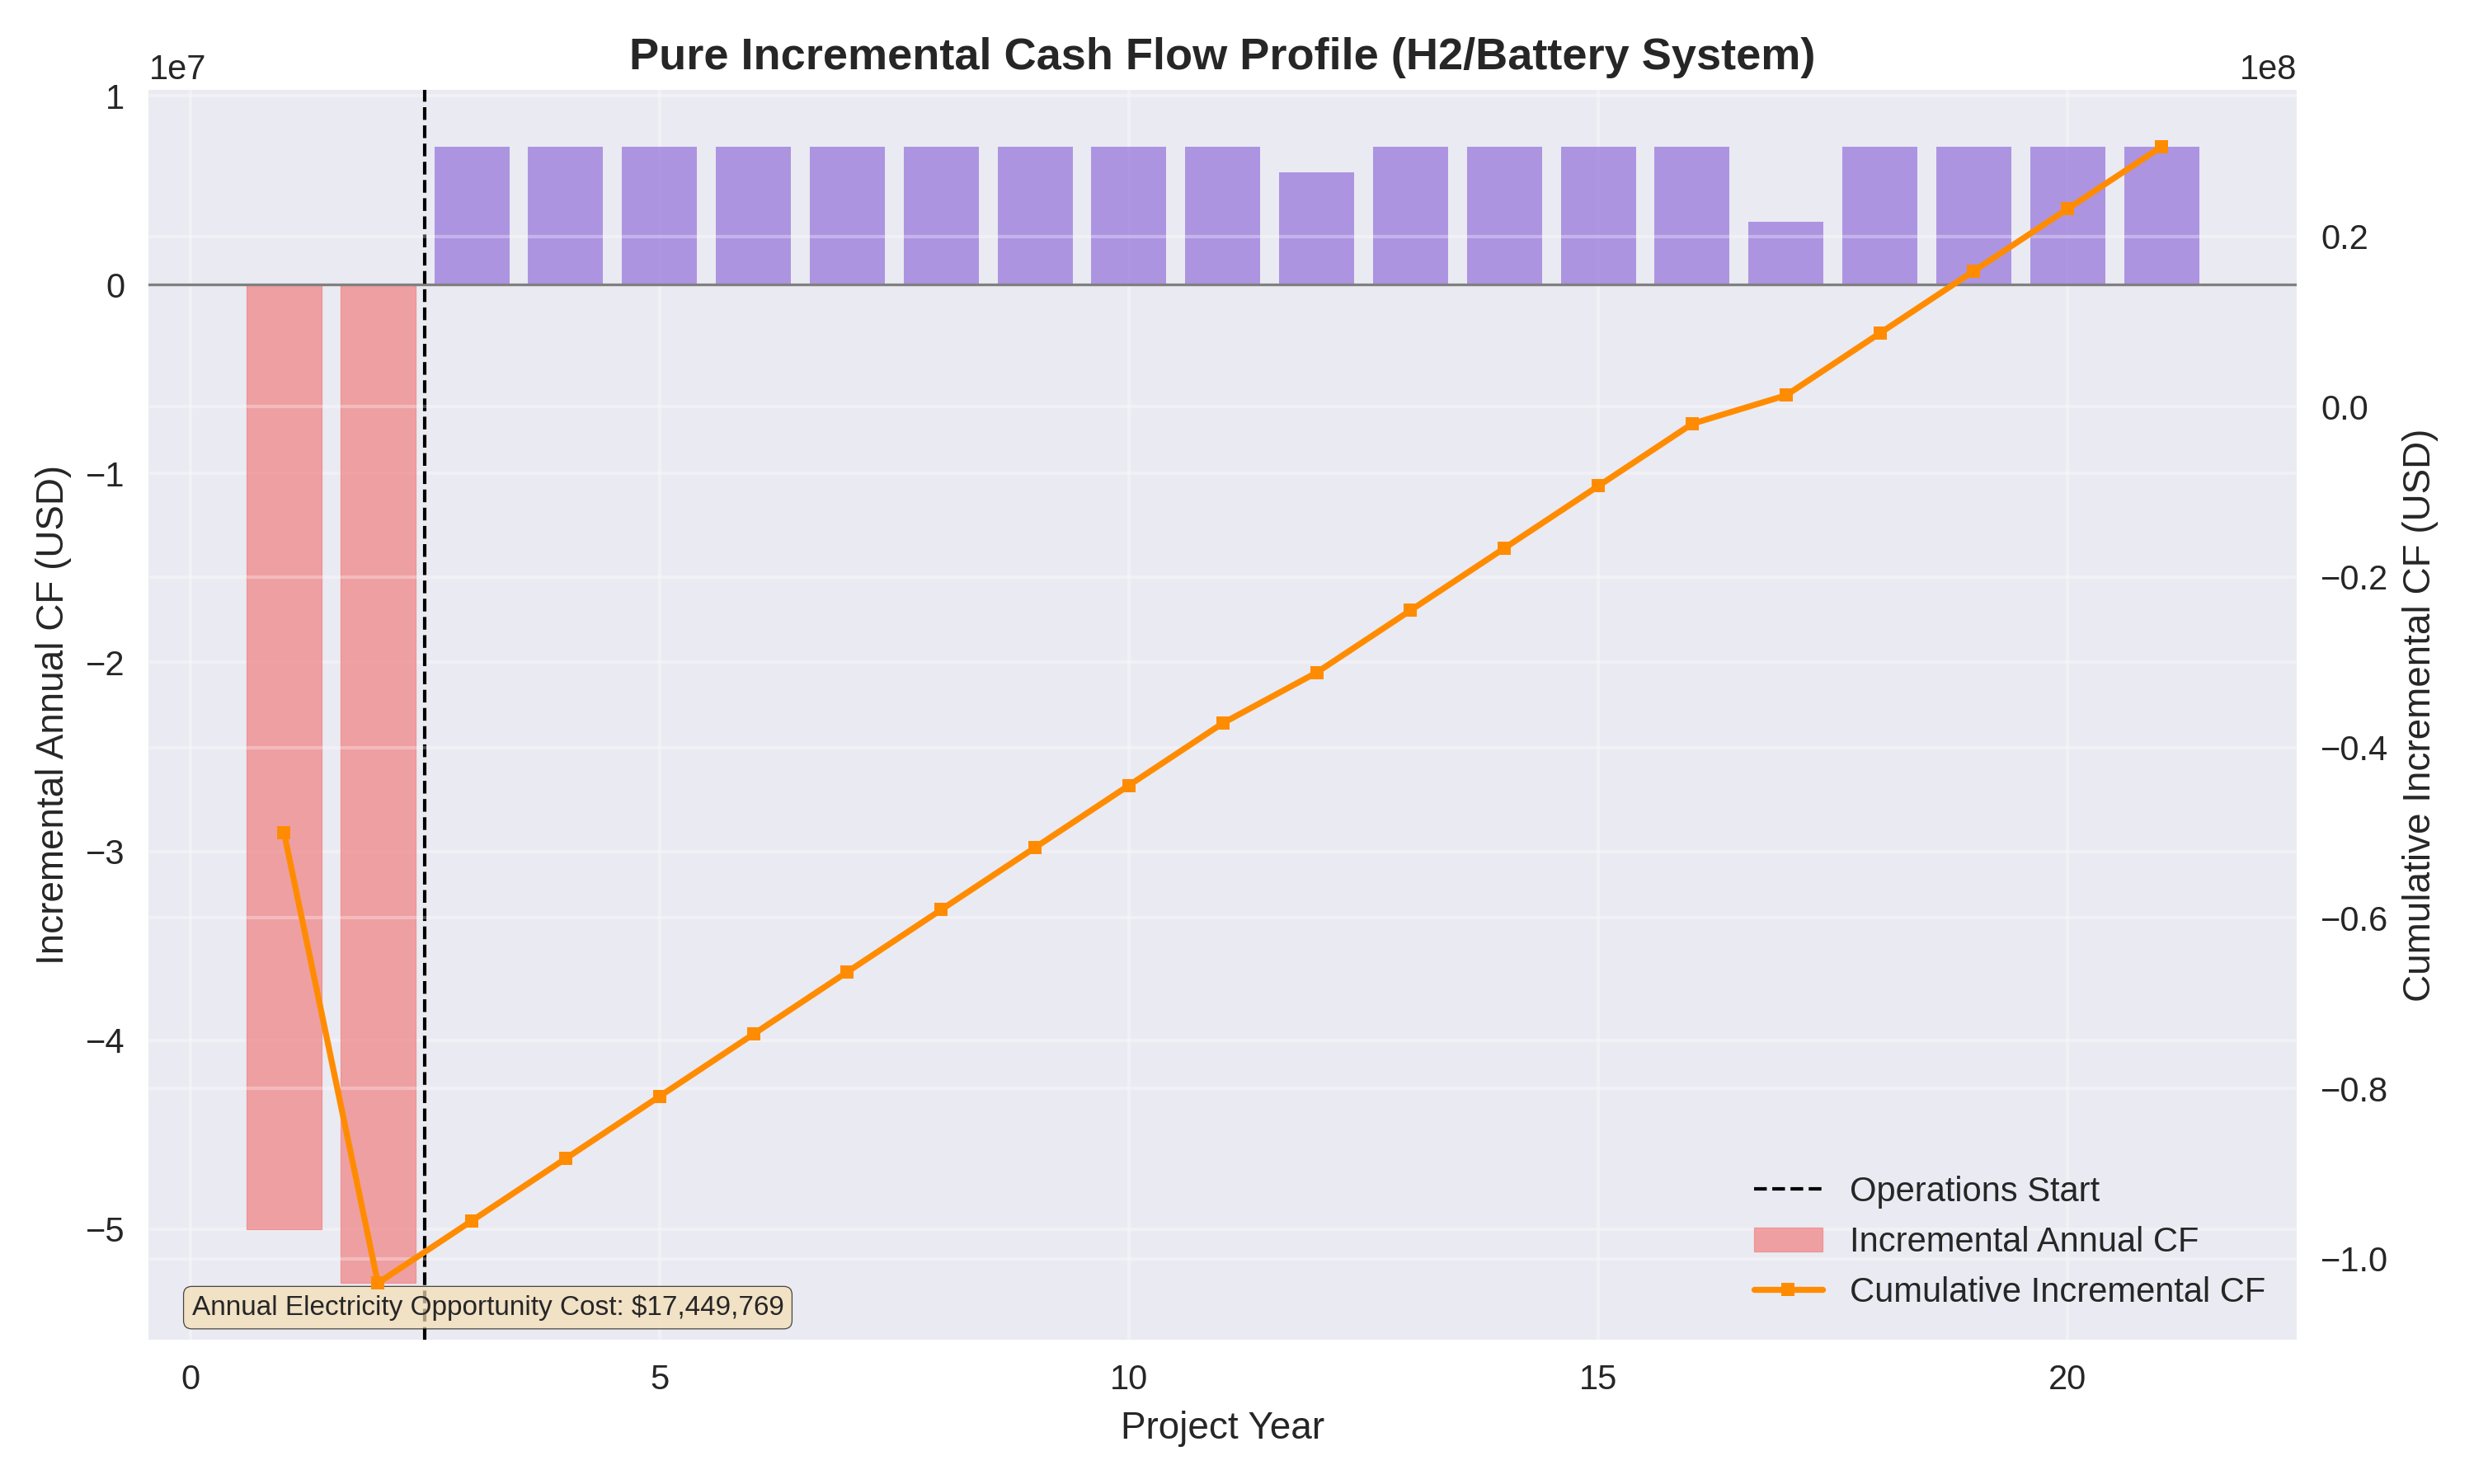 Pure Incremental Cash Flow Profile (H2/Battery System)
1e7
1e8
1
0
−1
−2
−3
−4
−5
Incremental Annual CF (USD)
0.2
0.0
−0.2
−0.4
−0.6
−0.8
−1.0
Cumulative Incremental CF (USD)
Operations Start
Incremental Annual CF
Cumulative Incremental CF
Annual Electricity Opportunity Cost: $17,449,769
0 5 10 15 20
Project Year